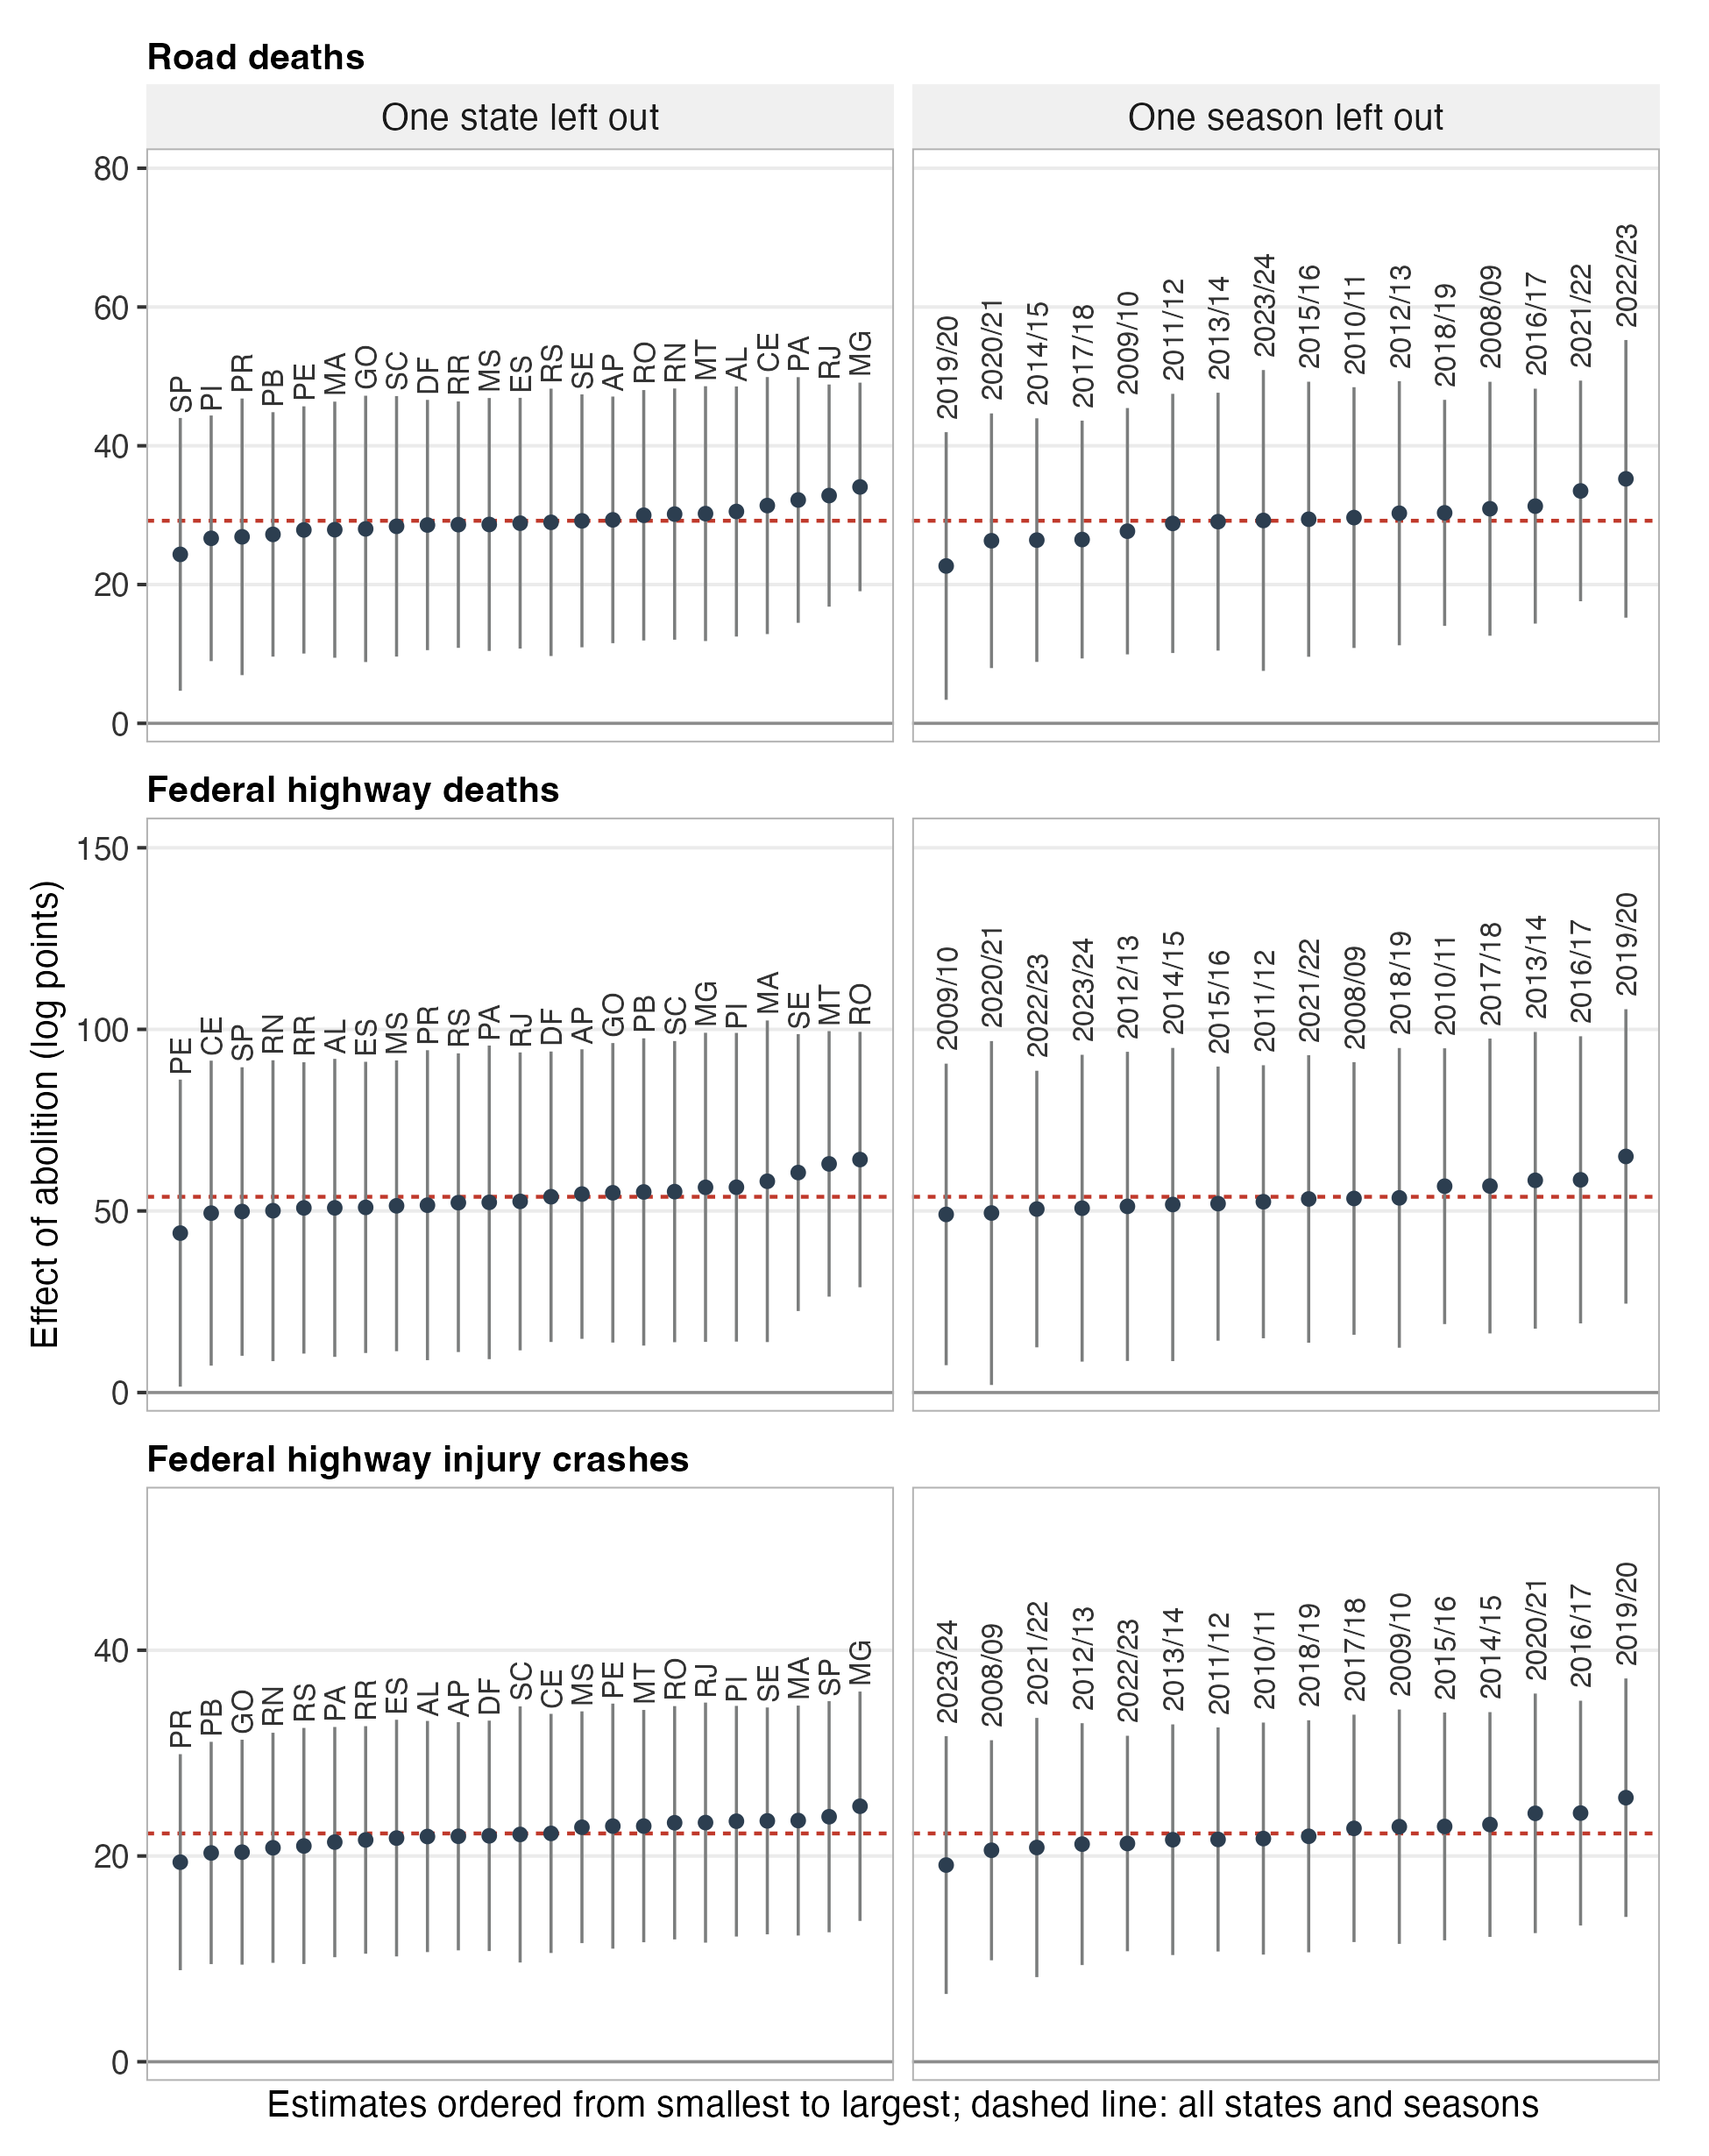 Road deaths
One state left out
One season left out
80
60
40
20
0
SP PI PR PB PE MA GO SC DF RR MS ES RS SE AP RO RN MT AL CE PA RJ MG
2019/20 2020/21 2014/15 2017/18 2009/10 2011/12 2013/14 2023/24 2015/16 2010/11 2012/13 2018/19 2008/09 2016/17 2021/22 2022/23
Effect of abolition (log points)
Federal highway deaths
150
100
50
0
PE CE SP RN RR AL ES MS PR RS PA RJ DF AP GO PB SC MG PI MA SE MT RO
2009/10 2020/21 2022/23 2023/24 2012/13 2014/15 2015/16 2011/12 2021/22 2008/09 2018/19 2010/11 2017/18 2013/14 2016/17 2019/20
Federal highway injury crashes
40
20
0
PR PB GO RN RS PA RR ES AL AP DF SC CE MS PE MT RO RJ PI SE MA SP MG
2023/24 2008/09 2021/22 2012/13 2022/23 2013/14 2011/12 2010/11 2018/19 2017/18 2009/10 2015/16 2014/15 2020/21 2016/17 2019/20
Estimates ordered from smallest to largest; dashed line: all states and seasons